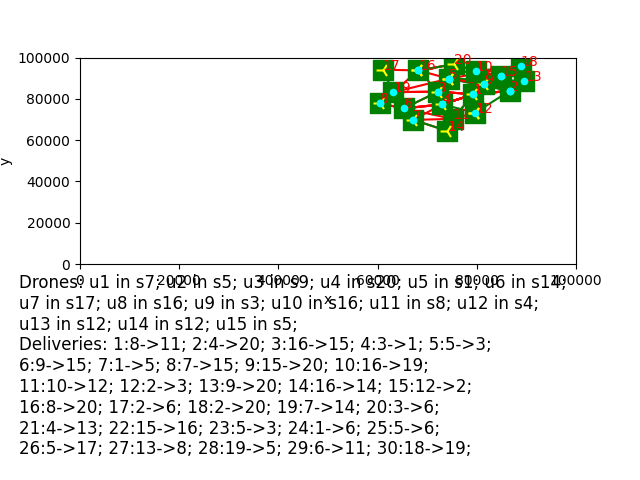 100000
80000
60000
40000
20000
0
y
0 20000 40000 60000 80000 100000
x
20
18
3
2
Drones: u1 in s7; u2 in s5; u3 in s9; u4 in s20; u5 in s1; u6 in s14;
u7 in s17; u8 in s16; u9 in s3; u10 in s16; u11 in s8; u12 in s4;
u13 in s12; u14 in s12; u15 in s5;
Deliveries: 1:8->11; 2:4->20; 3:16->15; 4:3->1; 5:5->3;
6:9->15; 7:1->5; 8:7->15; 9:15->20; 10:16->19;
11:10->12; 12:2->3; 13:9->20; 14:16->14; 15:12->2;
16:8->20; 17:2->6; 18:2->20; 19:7->14; 20:3->6;
21:4->13; 22:15->16; 23:5->3; 24:1->6; 25:5->6;
26:5->17; 27:13->8; 28:19->5; 29:6->11; 30:18->19;